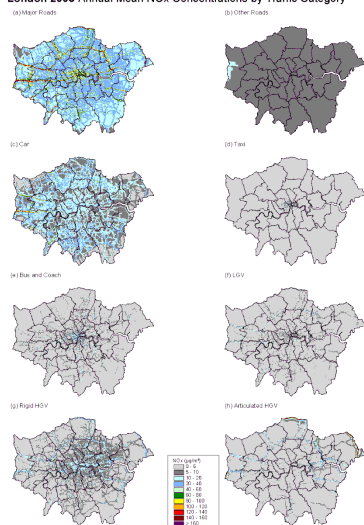 London 2008 Annual Mean NOx Concentrations by Traffic Category
(a) Major Roads
(b) Other Roads
(c) Car
(d) Taxi
(e) Bus and Coach
(f) LGV
(g) Rigid HGV
(h) Articulated HGV
NOx (µg/m³)
0 - 5
5 - 10
10 - 20
20 - 40
40 - 60
60 - 80
80 - 100
100 - 120
120 - 140
140 - 160
> 160